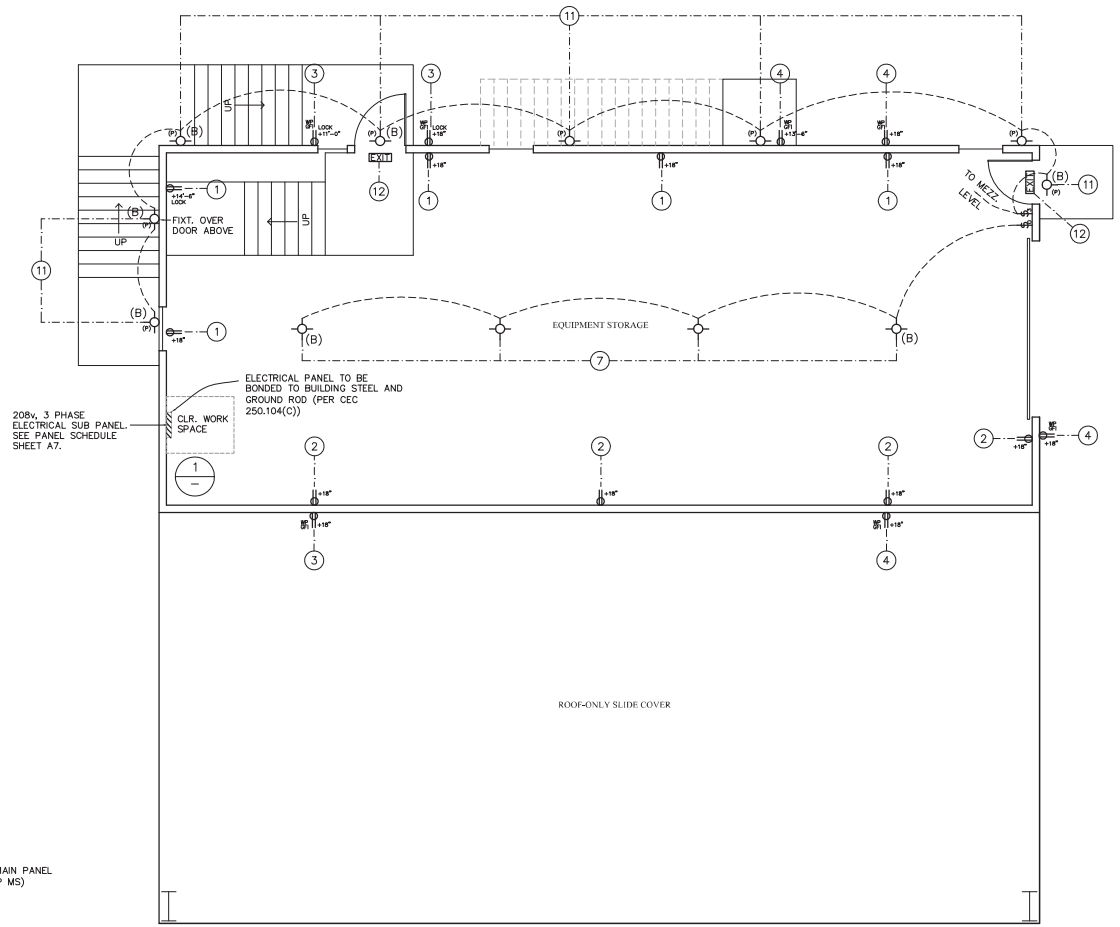 11
3
3
4
4
UP
LOCK
+11'-0"
LOCK
+18"
+13'-6"
+18"
WP
GFI
WP
GFI
WP
GFI
WP
GFI
(P)
(B)
(P)
(B)
(P)
(P)
(P)
EXIT
12
+18"
+18"
+18"
1
+14'-6"
LOCK
1
1
1
UP
TO MEZZ.
LEVEL
EXIT
(B)
(P)
11
12
(B)
(P)
FIXT. OVER
DOOR ABOVE
UP
11
(B)
(P)
1
+18"
(B)
EQUIPMENT STORAGE
(B)
7
ELECTRICAL PANEL TO BE
BONDED TO BUILDING STEEL AND
GROUND ROD (PER CEC
250.104(C))
208v, 3 PHASE
ELECTRICAL SUB PANEL.
SEE PANEL SCHEDULE
SHEET A7.
CLR. WORK
SPACE
1
–
2
2
2
2
+18"
WP
GFI
+18"
4
+18"
+18"
+18"
WP
GFI
+18"
WP
GFI
+18"
3
4
ROOF-ONLY SLIDE COVER
MAIN PANEL
P MS)